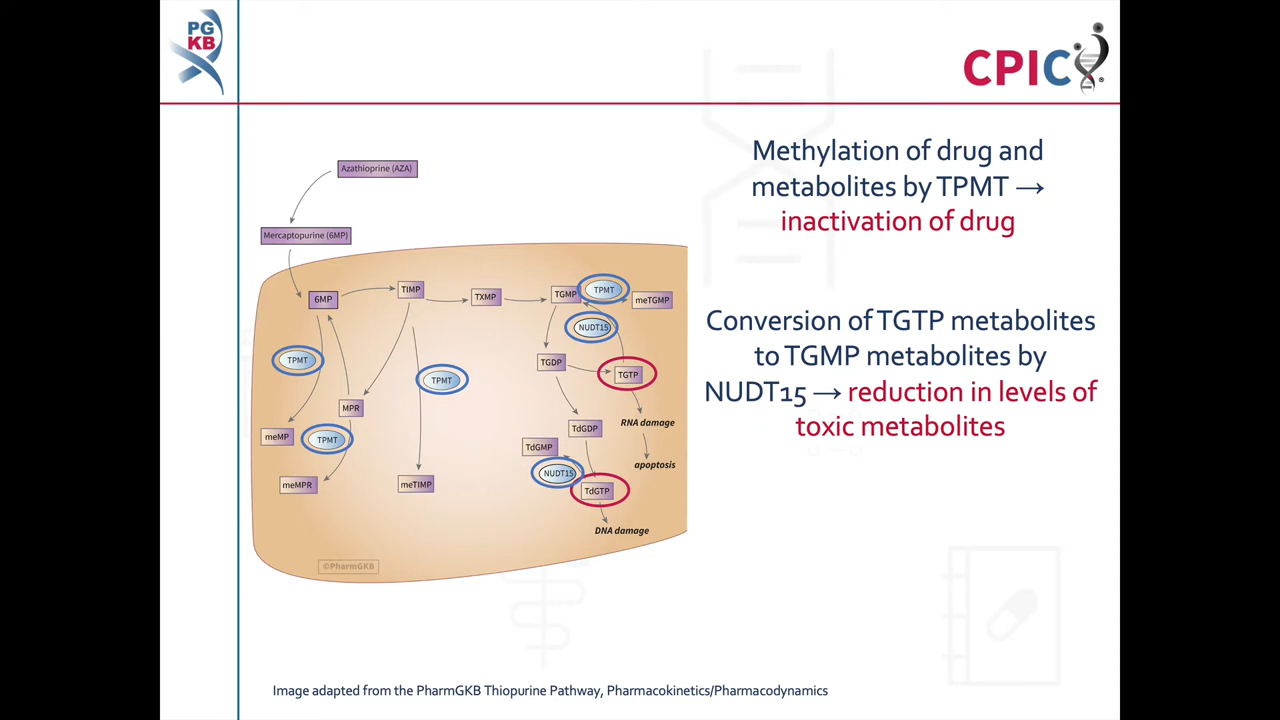 PG
KB
CPIC
Methylation of drug and
metabolites by TPMT →
inactivation of drug
Conversion of TGTP metabolites
to TGMP metabolites by
NUDT15 → reduction in levels of
toxic metabolites
Azathioprine (AZA)
Mercaptopurine (6MP)
6MP
TIMP
TXMP
TGMP
TPMT
meTGMP
NUDT15
TPMT
TGDP
TGTP
TPMT
MPR
RNA damage
meMP
TPMT
TdGDP
TdGMP
apoptosis
NUDT15
meMPR
meTIMP
TdGTP
DNA damage
©PharmGKB
Image adapted from the PharmGKB Thiopurine Pathway, Pharmacokinetics/Pharmacodynamics